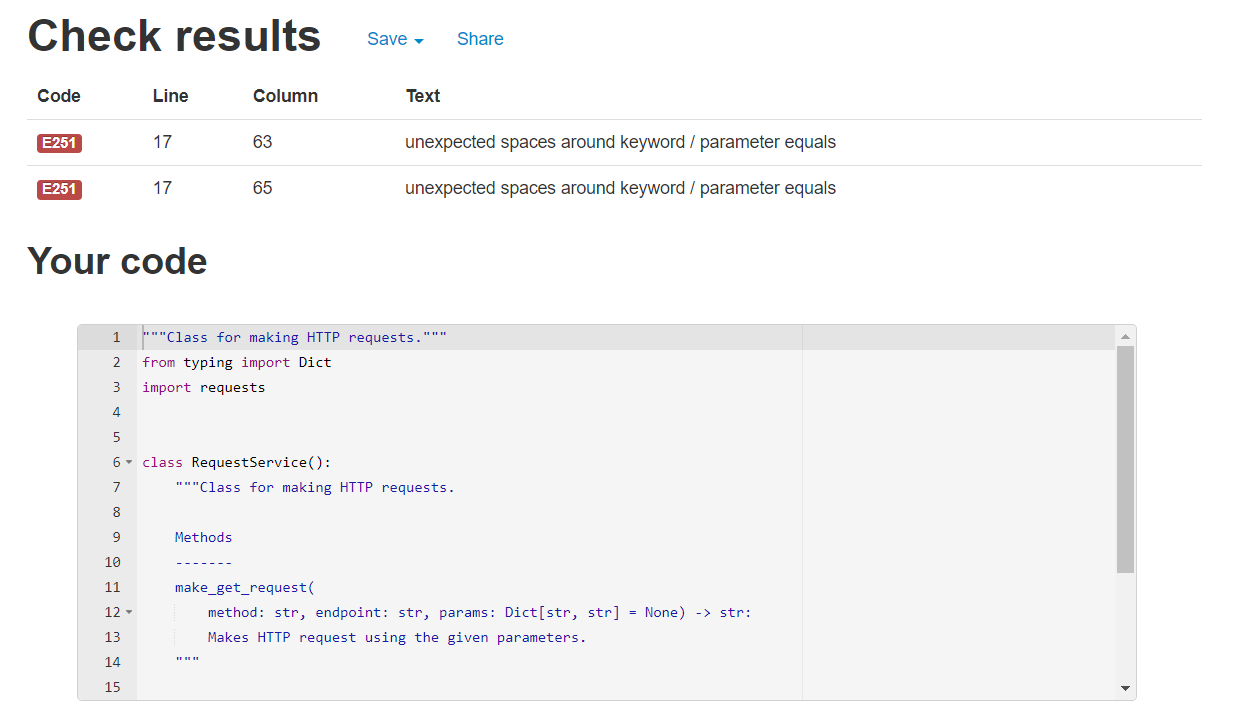 Check results Save Share
Code Line Column Text
E251 17 63 unexpected spaces around keyword / parameter equals
E251 17 65 unexpected spaces around keyword / parameter equals
Your code
1 """Class for making HTTP requests."""
2 from typing import Dict
3 import requests
4
5
6 class RequestService():
7     """Class for making HTTP requests.
8
9     Methods
10     -------
11     make_get_request(
12         method: str, endpoint: str, params: Dict[str, str] = None) -> str:
13         Makes HTTP request using the given parameters.
14     """
15